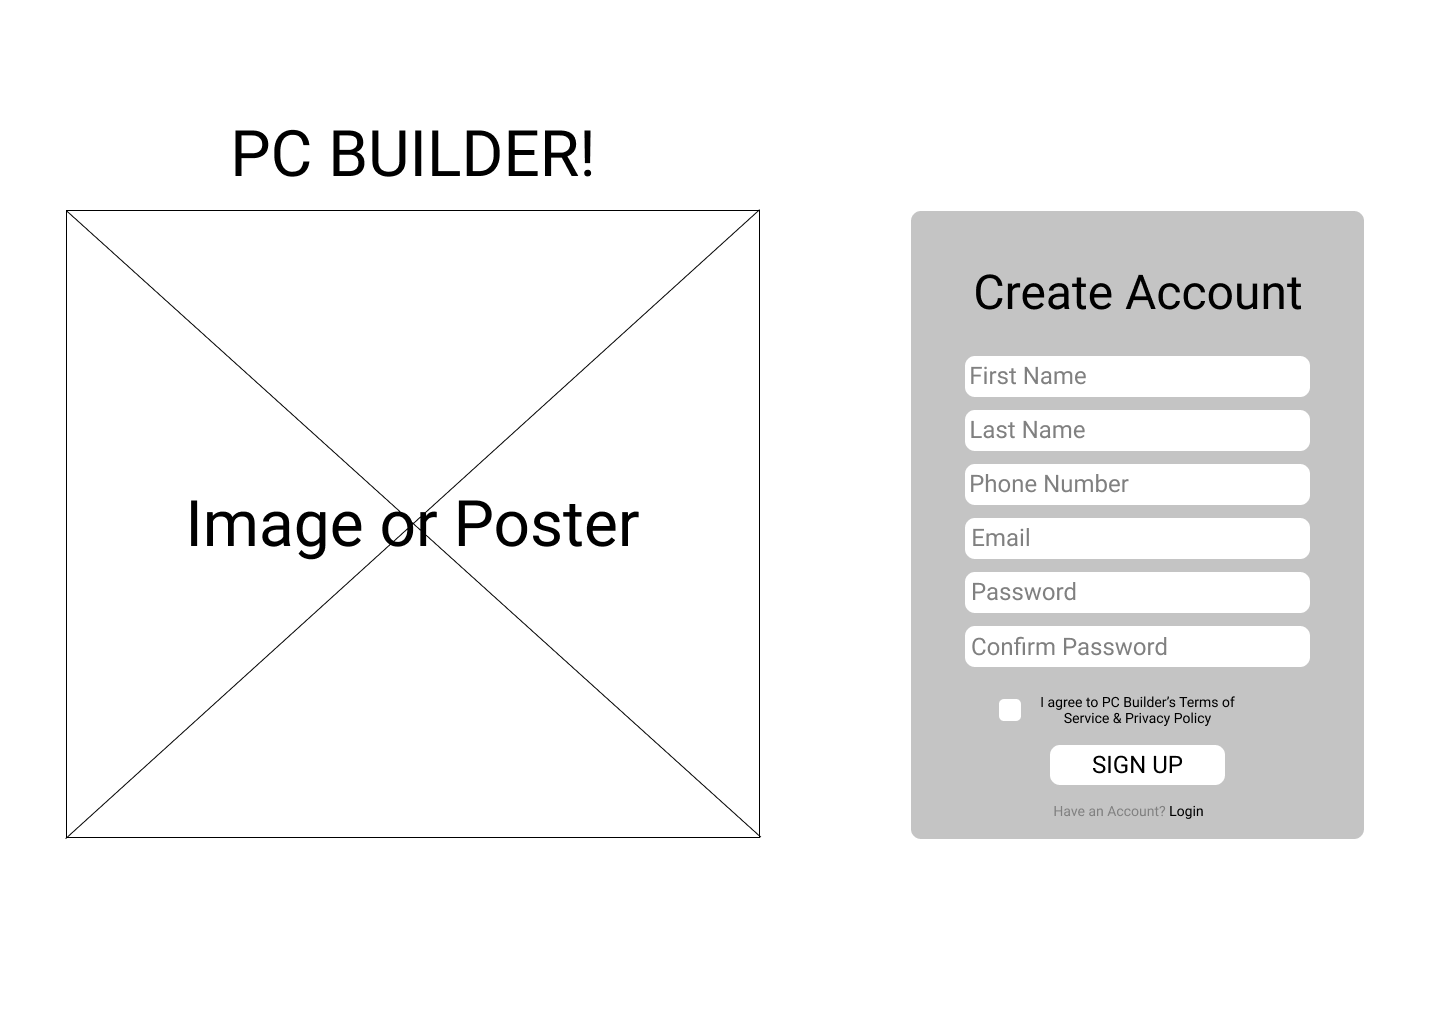 PC BUILDER!
Image or Poster
Create Account
First Name
Last Name
Phone Number
Email
Password
Confirm Password
I agree to PC Builder’s Terms of
Service & Privacy Policy
SIGN UP
Have an Account? Login